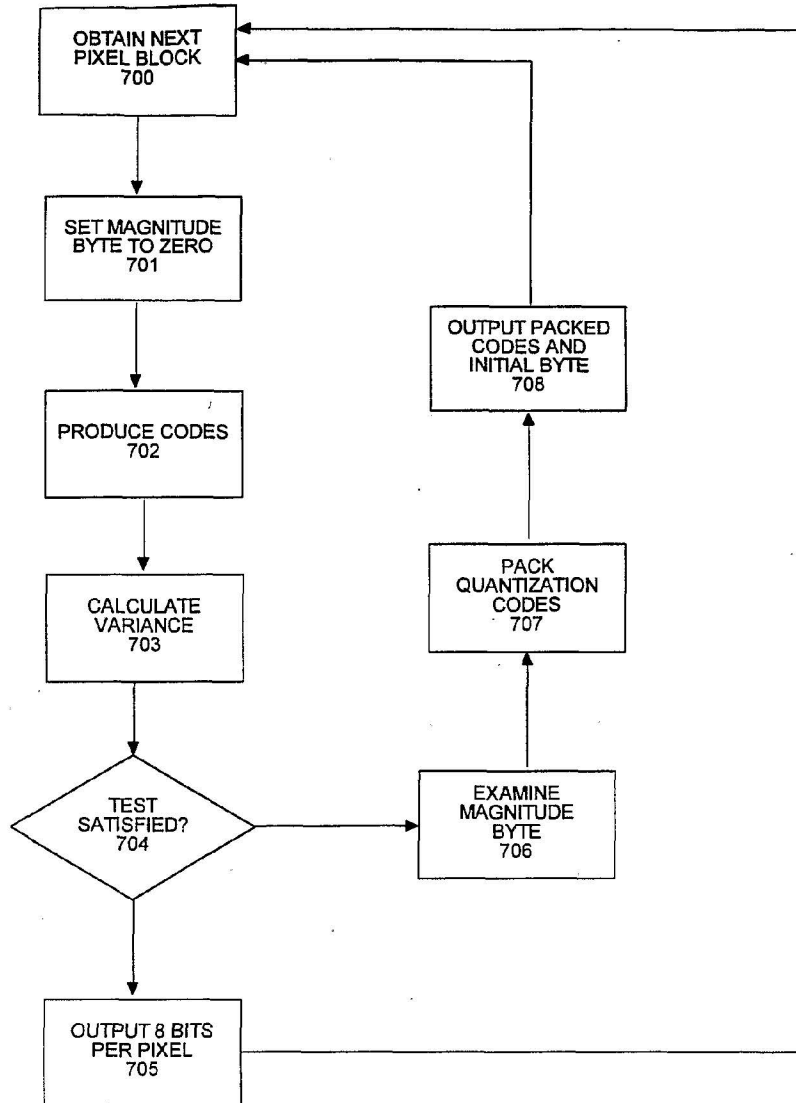 OBTAIN NEXT
PIXEL BLOCK
700
SET MAGNITUDE
BYTE TO ZERO
701
PRODUCE CODES
702
CALCULATE
VARIANCE
703
TEST
SATISFIED?
704
OUTPUT 8 BITS
PER PIXEL
705
EXAMINE
MAGNITUDE
BYTE
706
PACK
QUANTIZATION
CODES
707
OUTPUT PACKED
CODES AND
INITIAL BYTE
708